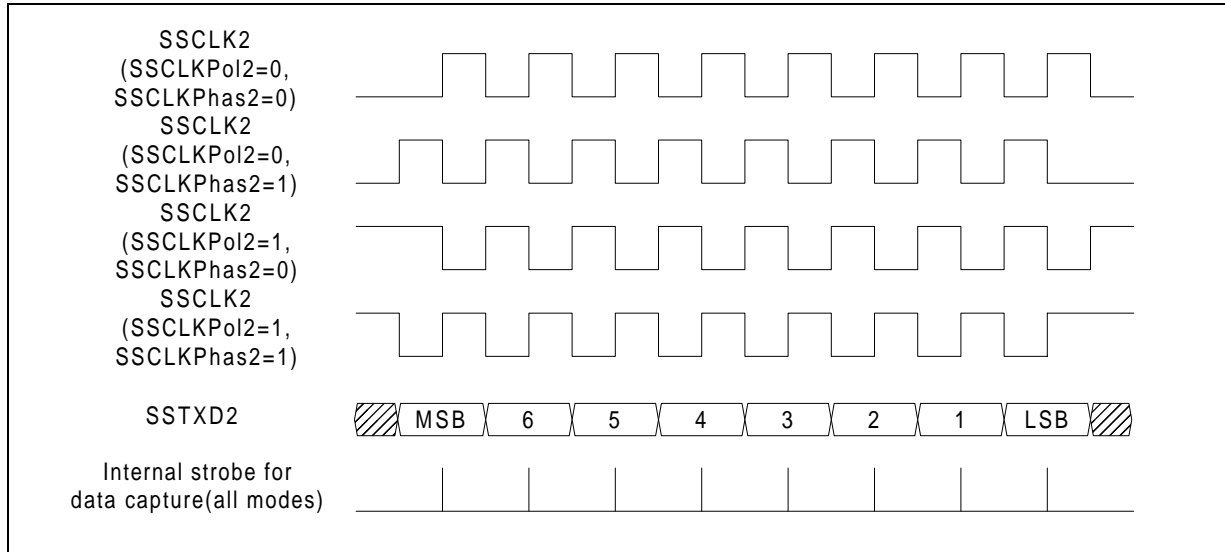 SSCLK2
(SSCLKPol2=0,
SSCLKPhas2=0)
SSCLK2
(SSCLKPol2=0,
SSCLKPhas2=1)
SSCLK2
(SSCLKPol2=1,
SSCLKPhas2=0)
SSCLK2
(SSCLKPol2=1,
SSCLKPhas2=1)
SSTXD2 MSB 6 5 4 3 2 1 LSB
Internal strobe for
data capture(all modes)